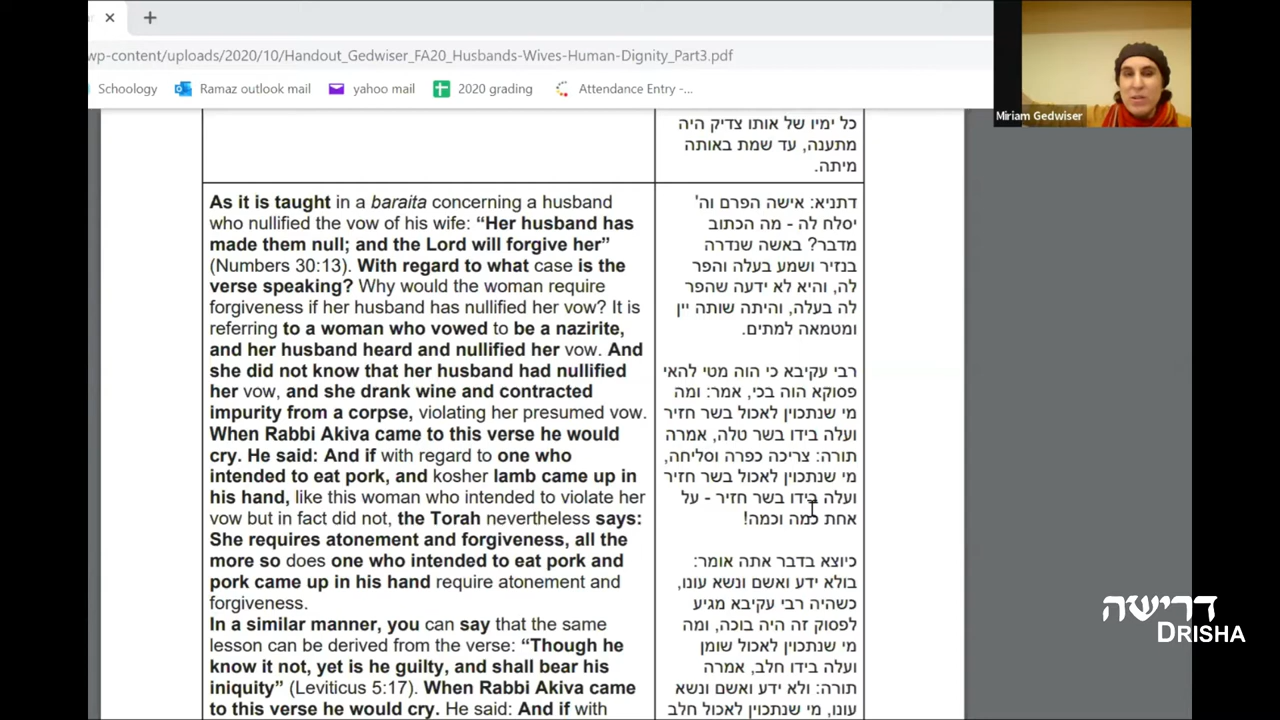 wp-content/uploads/2020/10/Handout_Gedwiser_FA20_Husbands-Wives-Human-Dignity_Part3.pdf
Schoology
Ramaz outlook mail
yahoo mail
2020 grading
Attendance Entry -...
Miriam Gedwiser
As it is taught in a baraita concerning a husband
who nullified the vow of his wife: “Her husband has
made them null; and the Lord will forgive her”
(Numbers 30:13). With regard to what case is the
verse speaking? Why would the woman require
forgiveness if her husband has nullified her vow? It is
referring to a woman who vowed to be a nazirite,
and her husband heard and nullified her vow. And
she did not know that her husband had nullified
her vow, and she drank wine and contracted
impurity from a corpse, violating her presumed vow.
When Rabbi Akiva came to this verse he would
cry. He said: And if with regard to one who
intended to eat pork, and kosher lamb came up in
his hand, like this woman who intended to violate her
vow but in fact did not, the Torah nevertheless says:
She requires atonement and forgiveness, all the
more so does one who intended to eat pork and
pork came up in his hand require atonement and
forgiveness.
In a similar manner, you can say that the same
lesson can be derived from the verse: “Though he
know it not, yet is he guilty, and shall bear his
iniquity” (Leviticus 5:17). When Rabbi Akiva came
to this verse he would cry. He said: And if with
כל ימיו של אותו צדיק היה
מתענה, עד שמת באותה
מיתה.
דתניא: אישה הפרם וה'
יסלח לה - מה הכתוב
מדבר? באשה שנדרה
בנזיר ושמע בעלה והפר
לה, והיא לא ידעה שהפר
לה בעלה, והיתה שותה יין
ומטמאה למתים.
רבי עקיבא כי הוה מטי להאי
פסוקא הוה בכי, אמר: ומה
מי שנתכוין לאכול בשר חזיר
ועלה בידו בשר טלה, אמרה
תורה: צריכה כפרה וסליחה,
מי שנתכוין לאכול בשר חזיר
ועלה בידו בשר חזיר - על
אחת כמה וכמה!
כיוצא בדבר אתה אומר:
בולא ידע ואשם ונשא עונו,
כשהיה רבי עקיבא מגיע
לפסוק זה היה בוכה, ומה
מי שנתכוין לאכול שומן
ועלה בידו חלב, אמרה
תורה: ולא ידע ואשם ונשא
עונו, מי שנתכוין לאכול חלב
דרישה
DRISHA